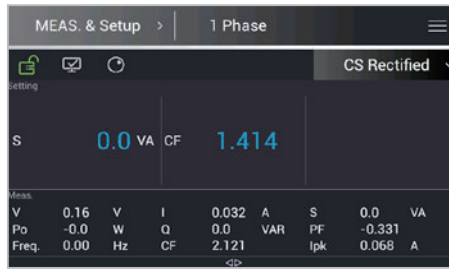 MEAS. & Setup > 1 Phase
CS Rectified
Setting
S 0.0 VA CF 1.414
Meas.
V 0.16 V I 0.032 A S 0.0 VA
Po -0.0 W Q 0.0 VAR PF -0.331
Freq. 0.00 Hz CF 2.121 Ipk 0.068 A